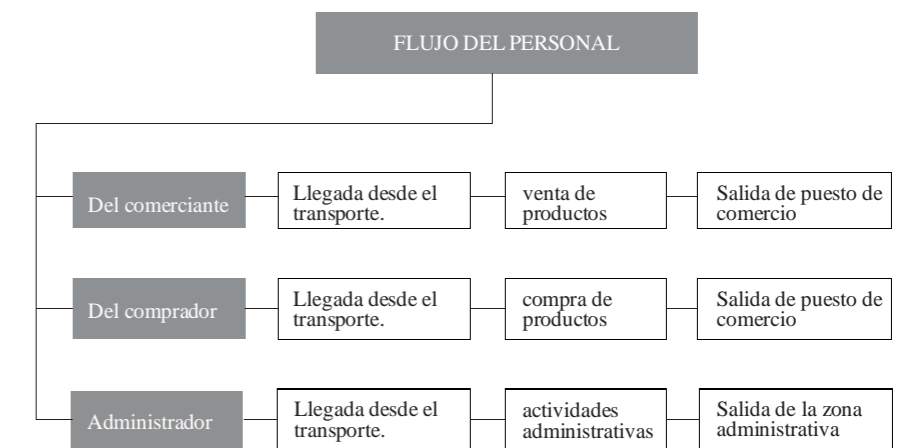 FLUJO DEL PERSONAL
Del comerciante
Llegada desde el
transporte.
venta de
productos
Salida de puesto de
comercio
Del comprador
Llegada desde el
transporte.
compra de
productos
Salida de puesto de
comercio
Administrador
Llegada desde el
transporte.
actividades
administrativas
Salida de la zona
administrativa